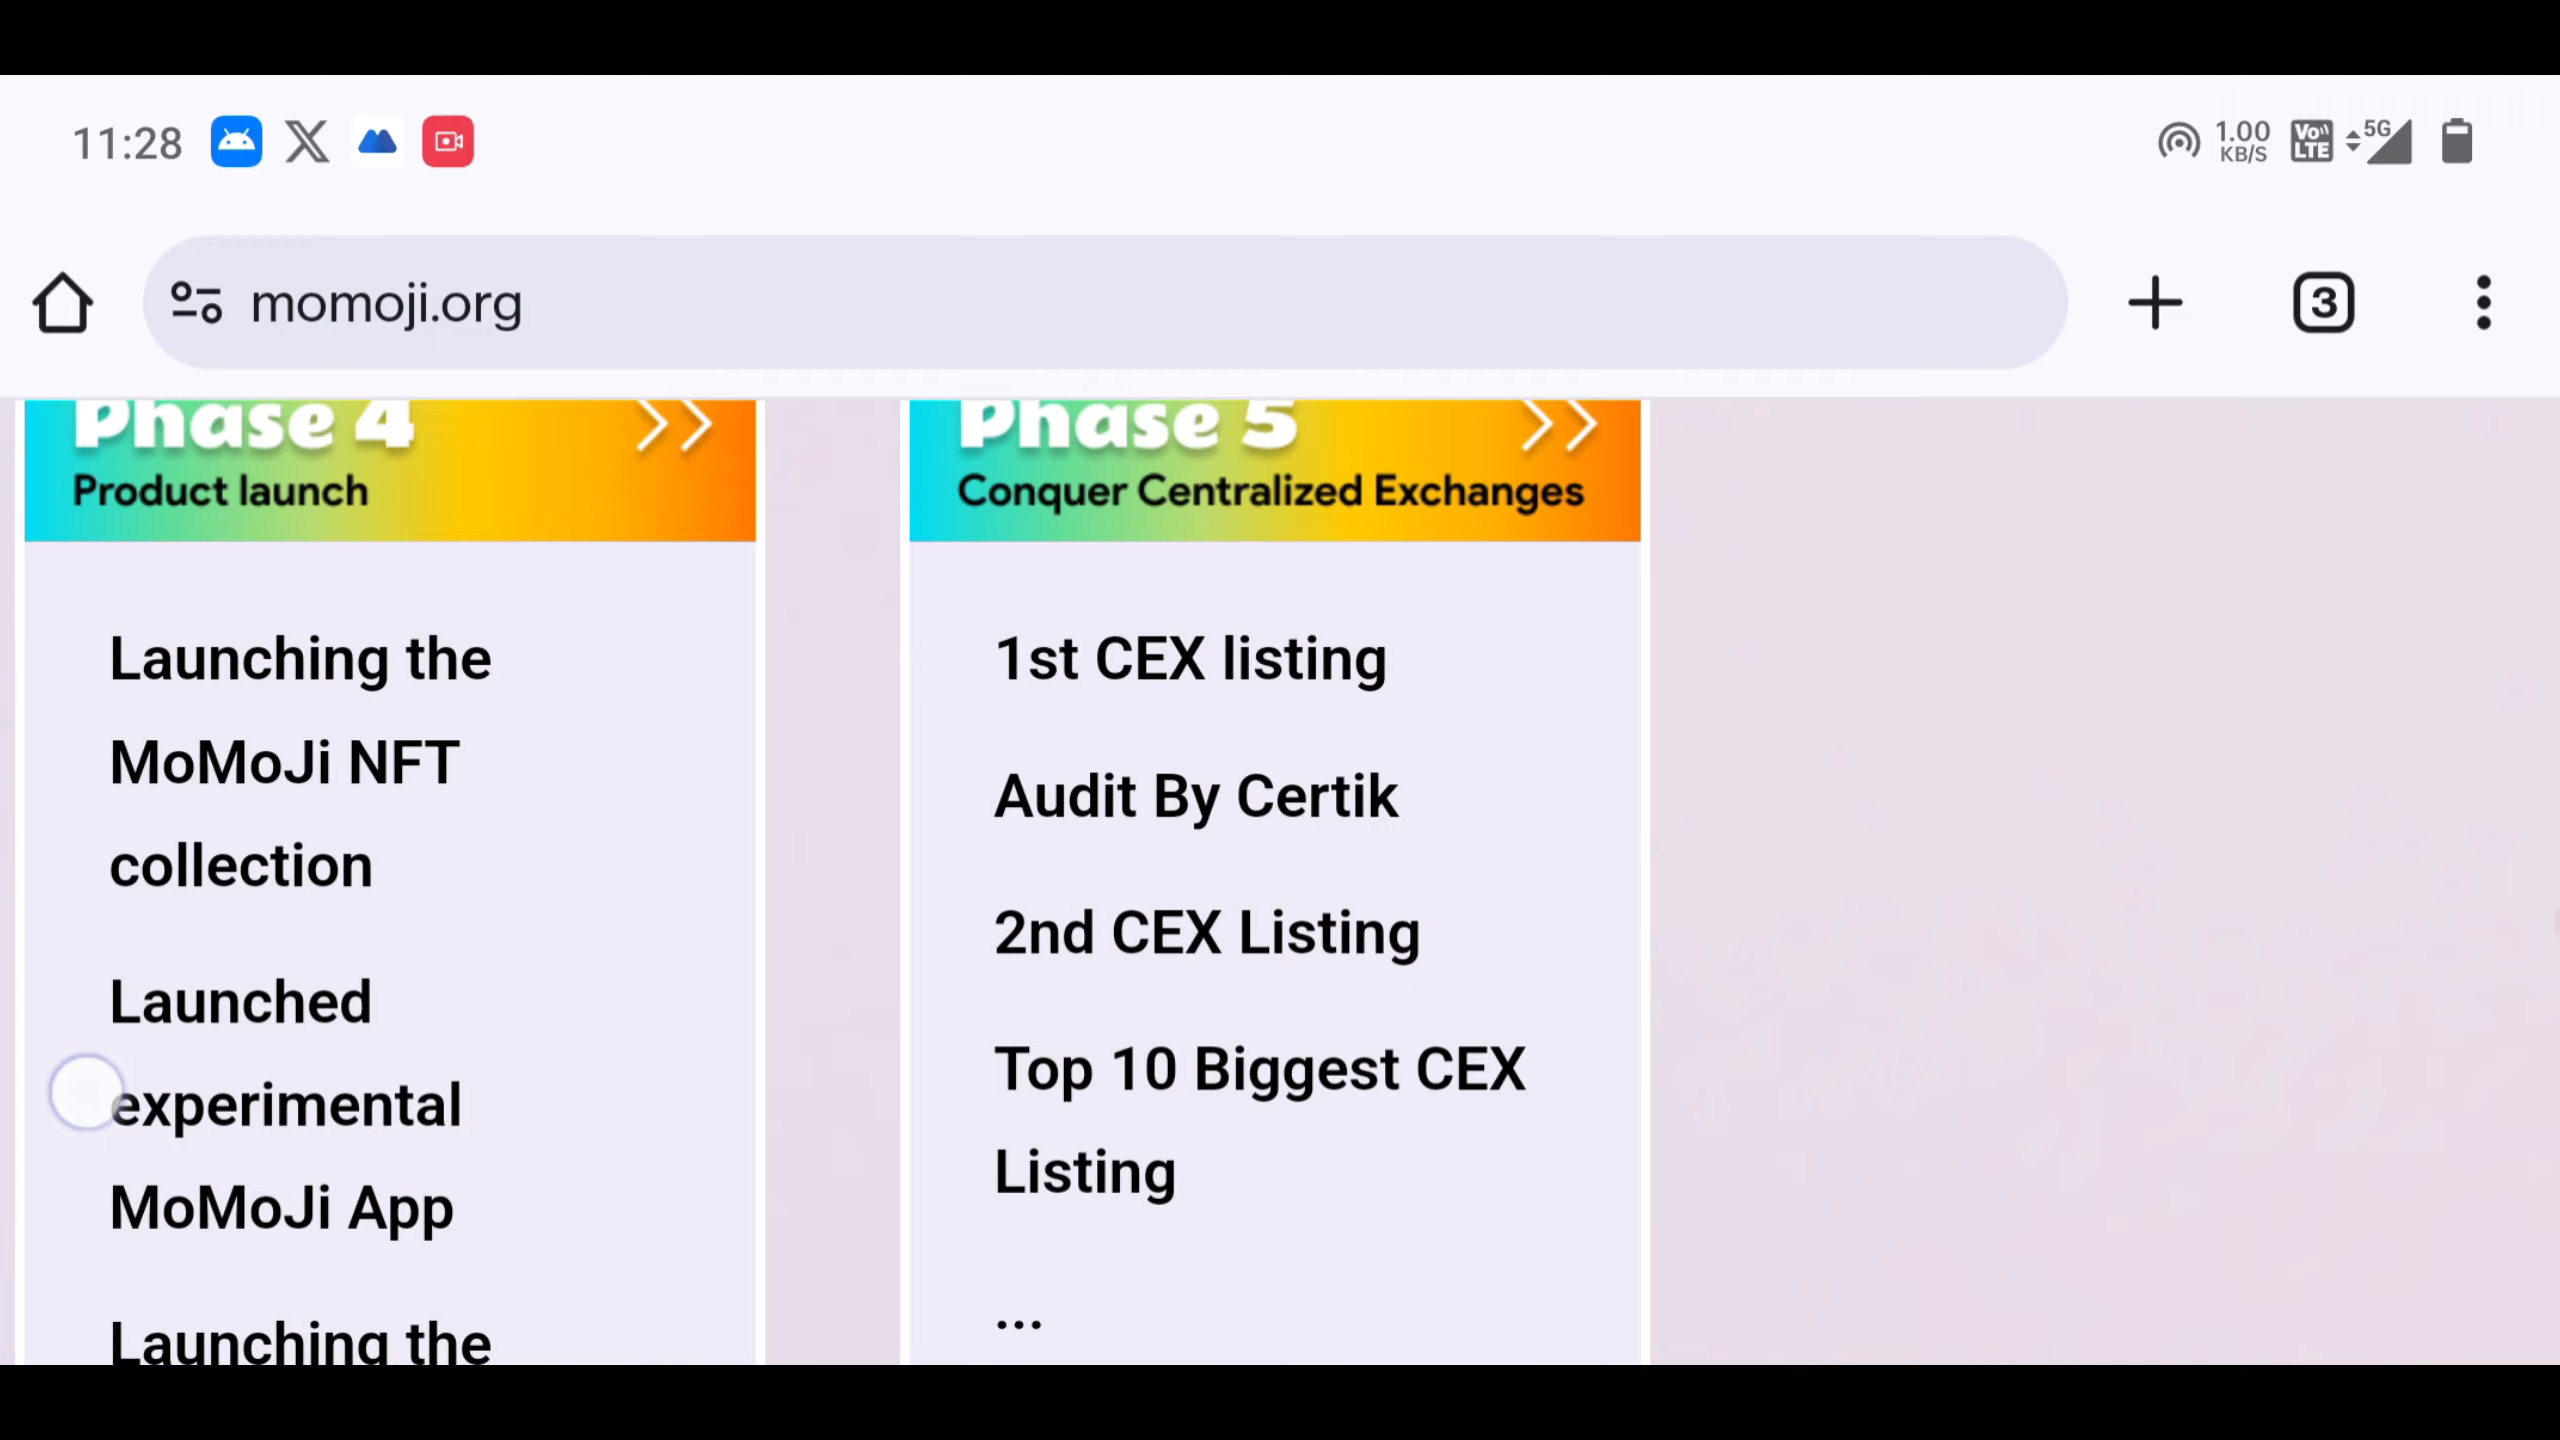 11:28
1.00
KB/S
Vo
LTE
5G
momoji.org
3
Phase 4
Product launch
Launching the
MoMoJi NFT
collection
Launched
experimental
MoMoJi App
Launching the
Phase 5
Conquer Centralized Exchanges
1st CEX listing
Audit By Certik
2nd CEX Listing
Top 10 Biggest CEX
Listing
...